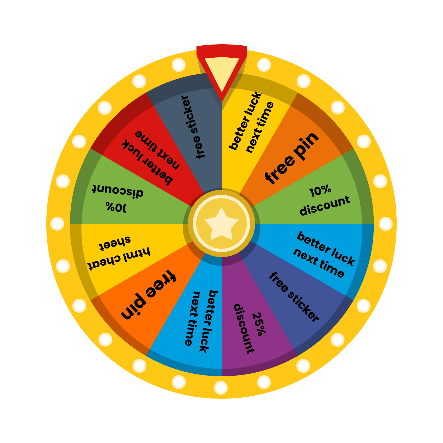 better luck
next time
free pin
10%
discount
better luck
next time
free sticker
25%
discount
better luck
next time
free pin
html cheat
sheet
10%
discount
better luck
next time
free sticker